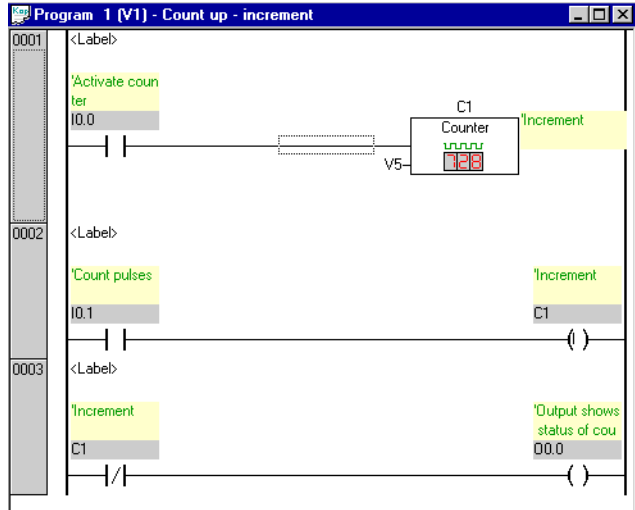 Program 1 (V1) - Count up - increment
0001
<Label>
'Activate coun
ter
I0.0
C1
Counter
728
'Increment
V5
0002
<Label>
'Count pulses
'Increment
I0.1
C1
I
0003
<Label>
'Increment
'Output shows
status of cou
C1
O0.0